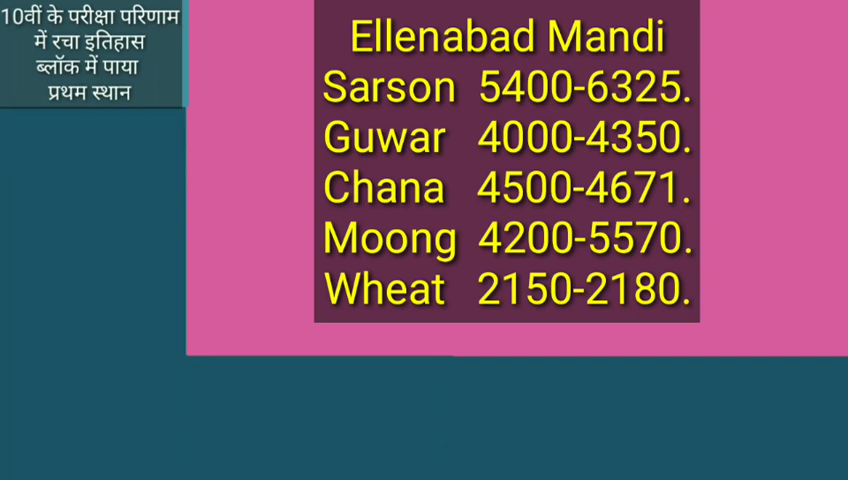 10वीं के परीक्षा परिणाम
में रचा इतिहास
ब्लॉक में पाया
प्रथम स्थान
Ellenabad Mandi
Sarson 5400-6325.
Guwar 4000-4350.
Chana 4500-4671.
Moong 4200-5570.
Wheat 2150-2180.